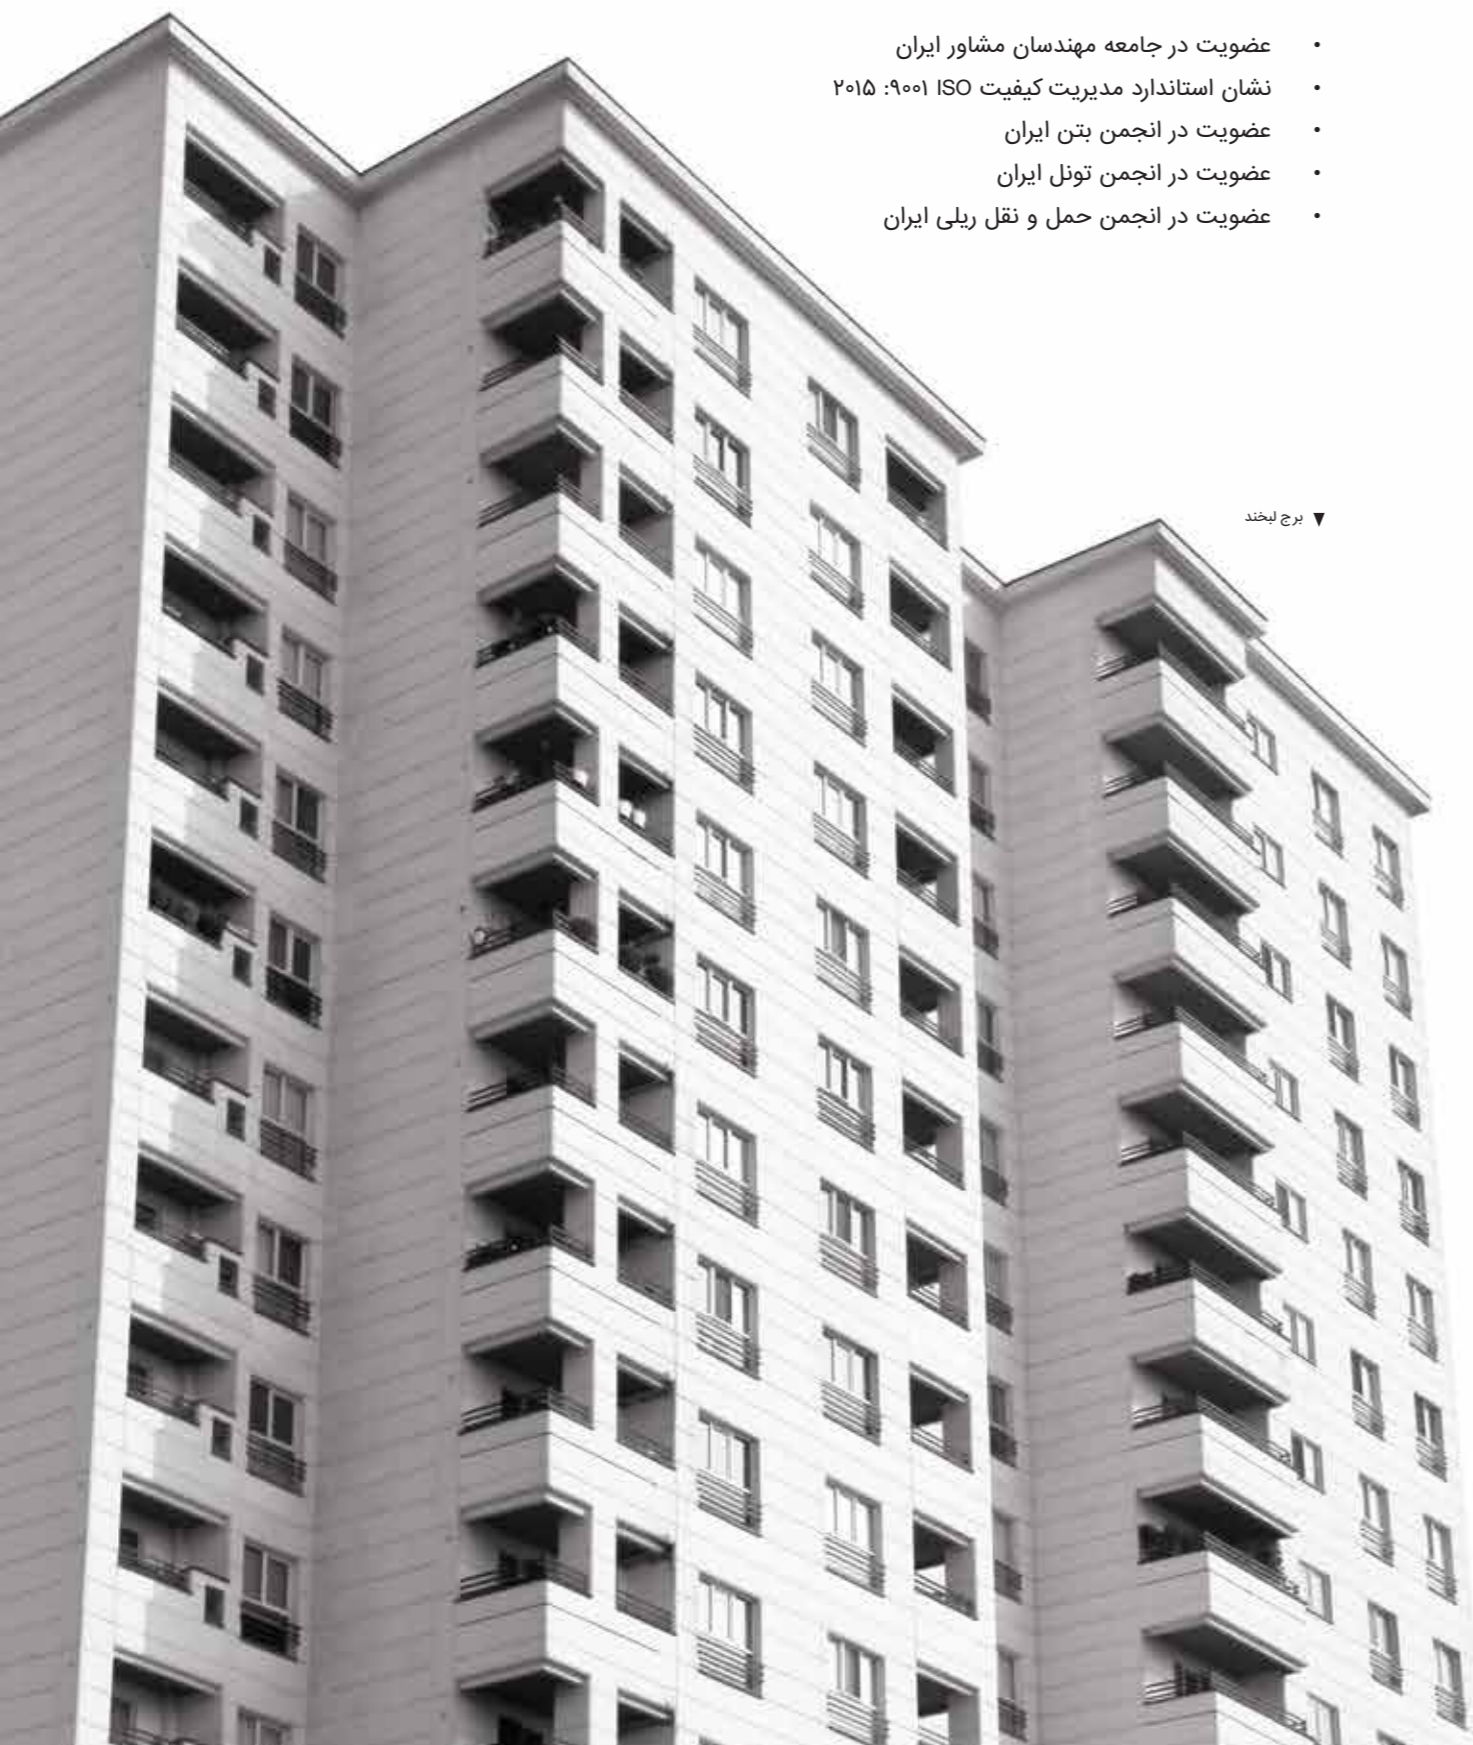 • عضویت در جامعه مهندسان مشاور ایران
• نشان استاندارد مدیریت کیفیت ISO ۹۰۰۱: ۲۰۱۵
• عضویت در انجمن بتن ایران
• عضویت در انجمن تونل ایران
• عضویت در انجمن حمل و نقل ریلی ایران
▼ برج لبخند